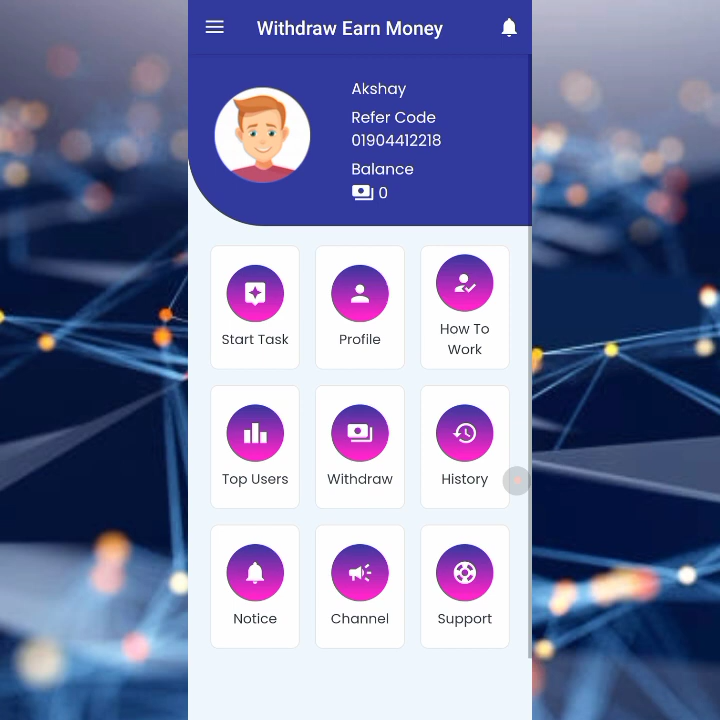 Withdraw Earn Money
Akshay
Refer Code
01904412218
Balance
0
Start Task
Profile
How To
Work
Top Users
Withdraw
History
Notice
Channel
Support